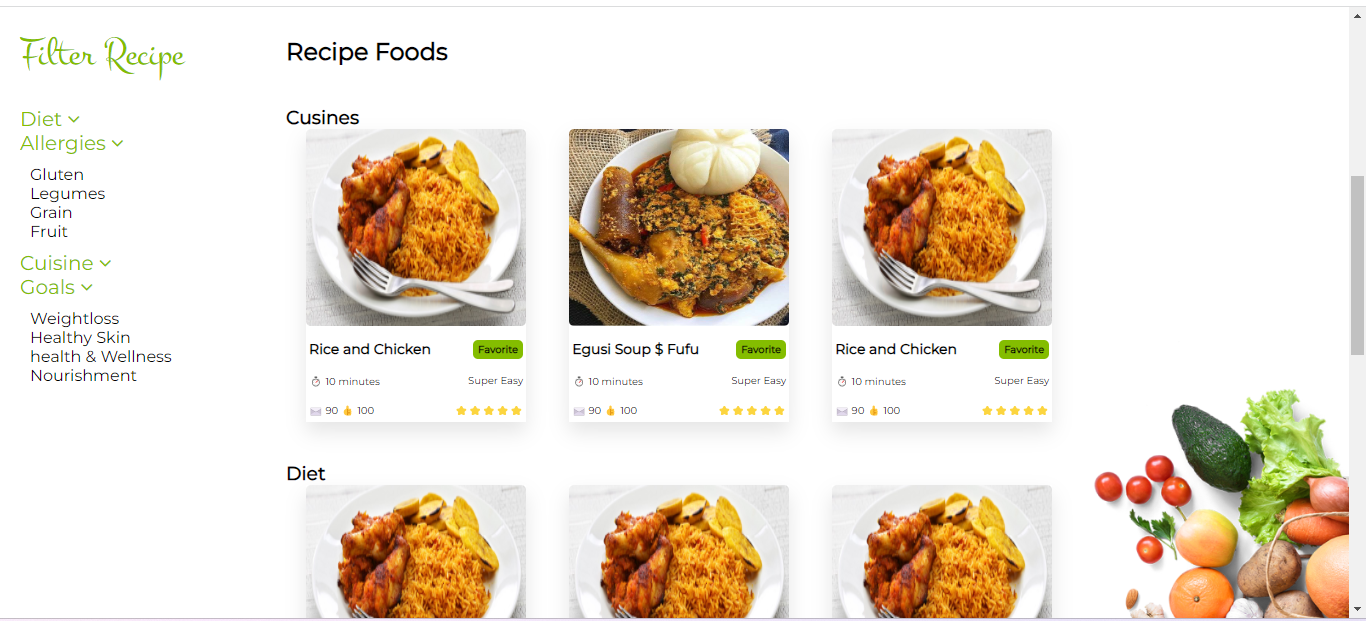 Filter Recipe
Diet
Allergies
Gluten
Legumes
Grain
Fruit
Cuisine
Goals
Weightloss
Healthy Skin
health & Wellness
Nourishment
Recipe Foods
Cusines
Rice and Chicken Favorite
10 minutes Super Easy
90 100
Egusi Soup $ Fufu Favorite
10 minutes Super Easy
90 100
Rice and Chicken Favorite
10 minutes Super Easy
90 100
Diet